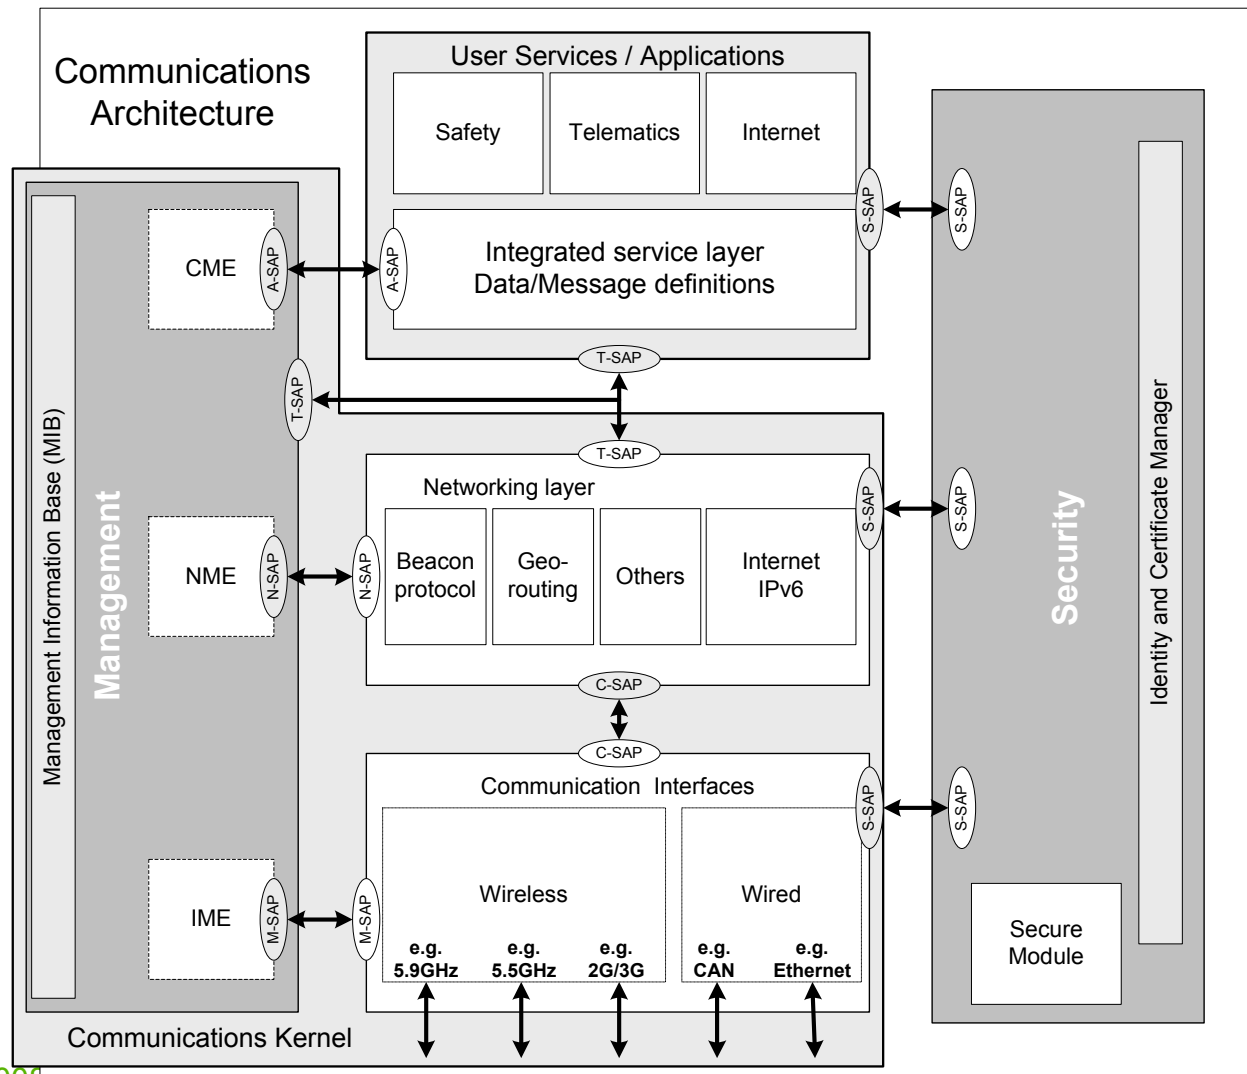 Communications
Architecture
User Services / Applications
Safety
Telematics
Internet
S-SAP
S-SAP
Integrated service layer
Data/Message definitions
CME
A-SAP
A-SAP
T-SAP
T-SAP
T-SAP
Management Information Base (MIB)
Management
Networking layer
Beacon
protocol
Geo-
routing
Others
Internet
IPv6
S-SAP
S-SAP
NME
N-SAP
N-SAP
C-SAP
C-SAP
Communication Interfaces
S-SAP
S-SAP
Wireless
Wired
e.g.
5.9GHz
e.g.
5.5GHz
e.g.
2G/3G
e.g.
CAN
e.g.
Ethernet
IME
M-SAP
M-SAP
Communications Kernel
Security
Identity and Certificate Manager
Secure
Module